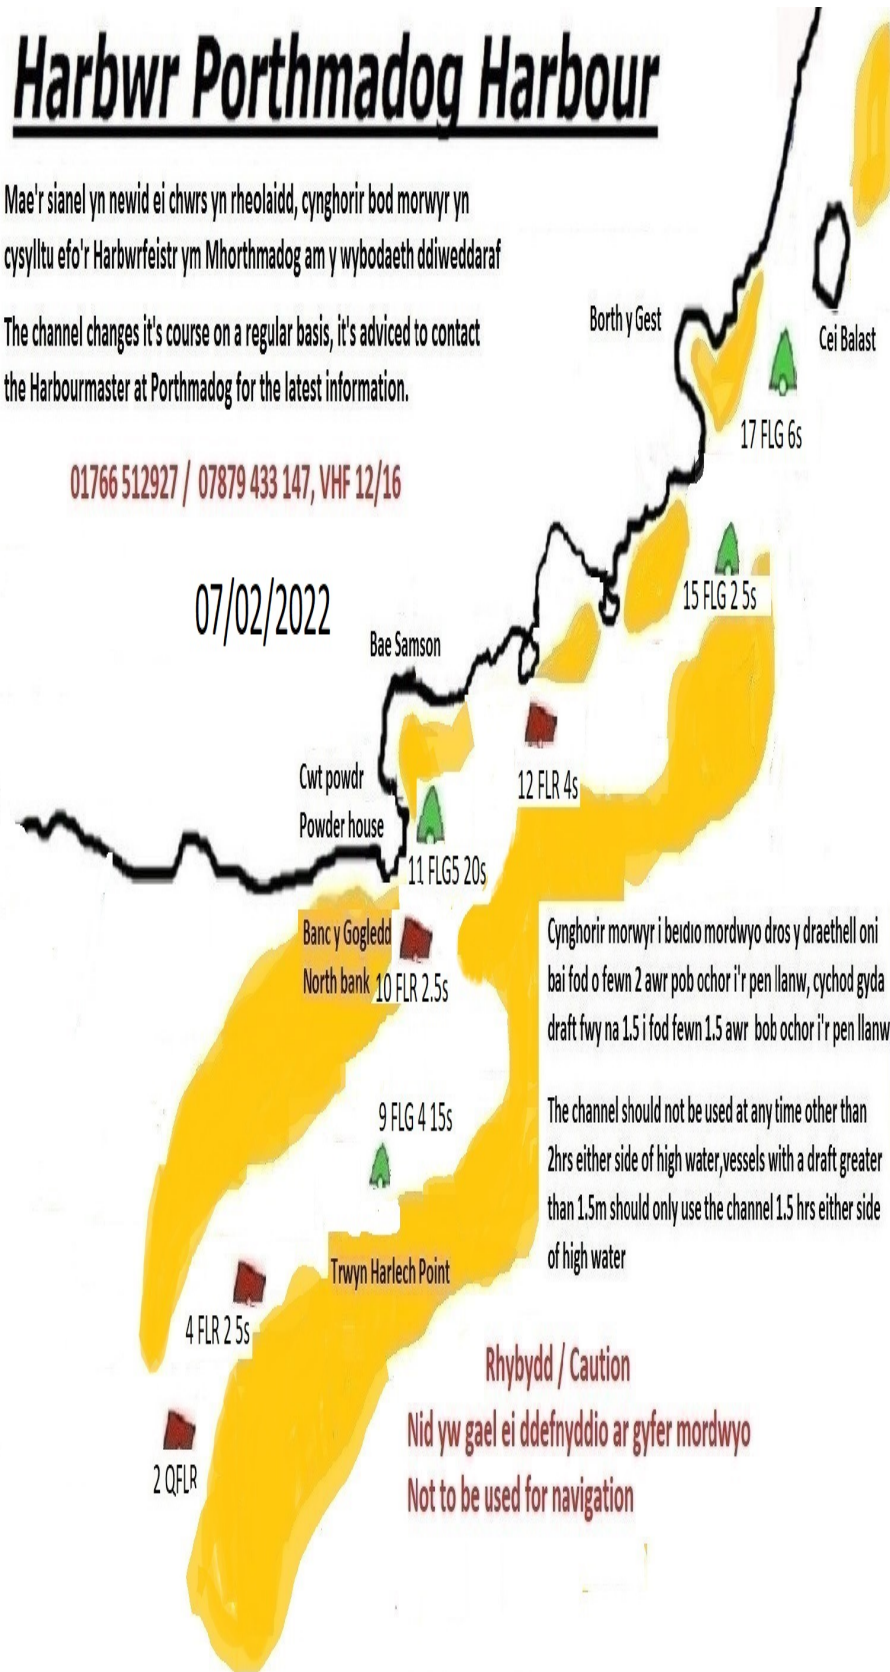 Harbwr Porthmadog Harbour
Mae'r sianel yn newid ei chwrs yn rheolaidd, cynghorir bod morwyr yn
cysylltu efo'r Harbwrfeistr ym Mhorthmadog am y wybodaeth ddiweddaraf
The channel changes it's course on a regular basis, it's adviced to contact
the Harbourmaster at Porthmadog for the latest information.
01766 512927 / 07879 433 147, VHF 12/16
07/02/2022
Borth y Gest
Cei Balast
17 FLG 6s
15 FLG 2 5s
Bae Samson
12 FLR 4s
Cwt powdr
Powder house
11 FLG5 20s
Banc y Gogledd
North bank
10 FLR 2.5s
Cynghorir morwyr i beidio mordwyo dros y draethell oni
bai fod o fewn 2 awr pob ochor i'r pen llanw, cychod gyda
draft fwy na 1.5 i fod fewn 1.5 awr bob ochor i'r pen llanw
9 FLG 4 15s
The channel should not be used at any time other than
2hrs either side of high water,vessels with a draft greater
than 1.5m should only use the channel 1.5 hrs either side
of high water
Trwyn Harlech Point
4 FLR 2 5s
2 QFLR
Rhybydd / Caution
Nid yw gael ei ddefnyddio ar gyfer mordwyo
Not to be used for navigation